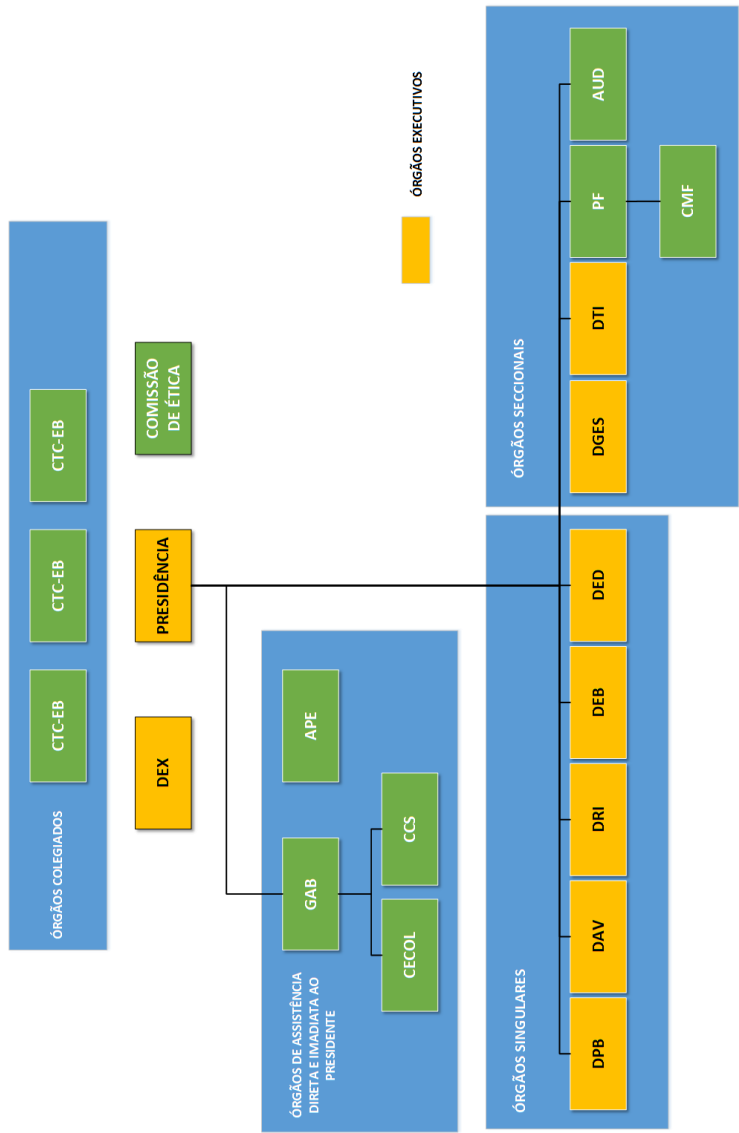 ÓRGÃOS COLEGIADOS
CTC-EB
CTC-EB
CTC-EB
DEX
PRESIDÊNCIA
COMISSÃO
DE ÉTICA
ÓRGÃOS DE ASSISTÊNCIA
DIRETA E IMADIATA AO
PRESIDENTE
GAB
APE
CECOL
CCS
ÓRGÃOS EXECUTIVOS
ÓRGÃOS SINGULARES
DPB
DAV
DRI
DEB
DED
ÓRGÃOS SECCIONAIS
DGES
DTI
PF
AUD
CMF